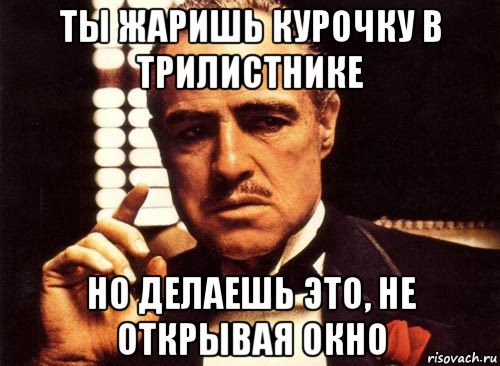 ТЫ ЖАРИШЬ КУРОЧКУ В
ТРИЛИСТНИКЕ
НО ДЕЛАЕШЬ ЭТО, НЕ
ОТКРЫВАЯ ОКНО
risovach.ru